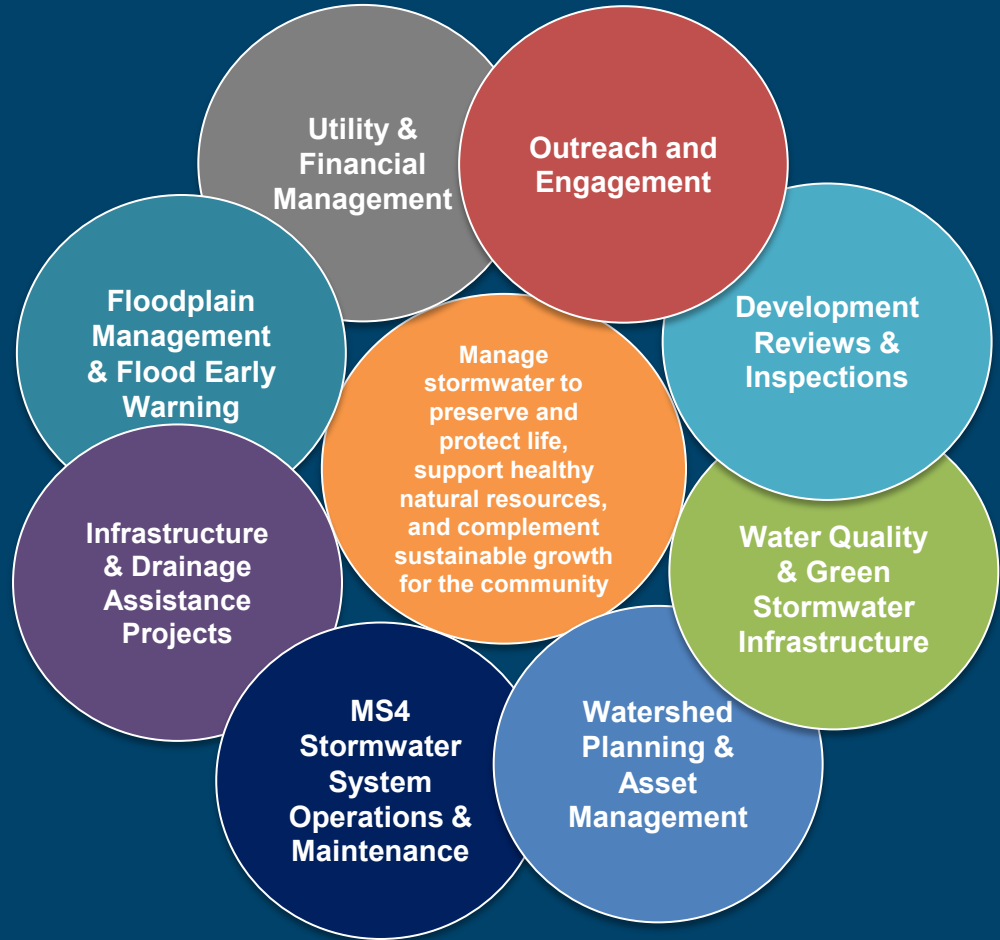 Utility &
Financial
Management
Outreach and
Engagement
Development
Reviews &
Inspections
Water Quality
& Green
Stormwater
Infrastructure
Watershed
Planning &
Asset
Management
MS4
Stormwater
System
Operations &
Maintenance
Infrastructure
& Drainage
Assistance
Projects
Floodplain
Management
& Flood Early
Warning
Manage
stormwater to
preserve and
protect life,
support healthy
natural resources,
and complement
sustainable growth
for the community